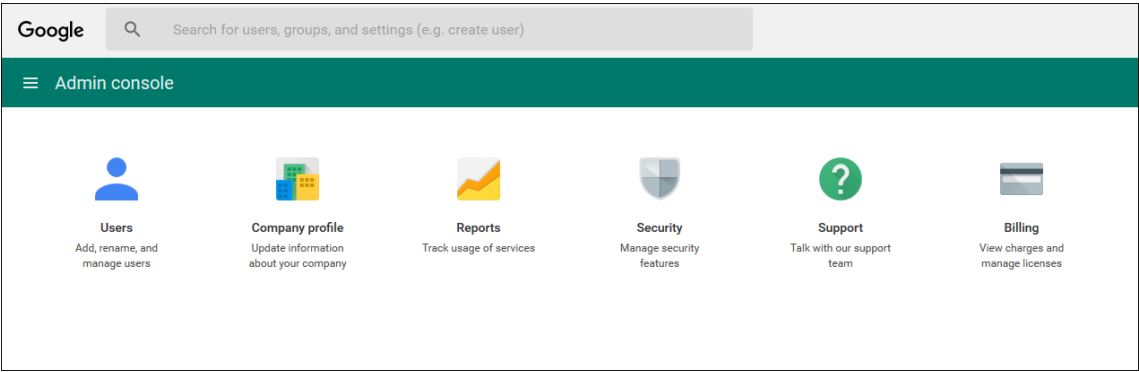 Google
Search for users, groups, and settings (e.g. create user)
Admin console
Users
Add, rename, and
manage users
Company profile
Update information
about your company
Reports
Track usage of services
Security
Manage security
features
Support
Talk with our support
team
Billing
View charges and
manage licenses